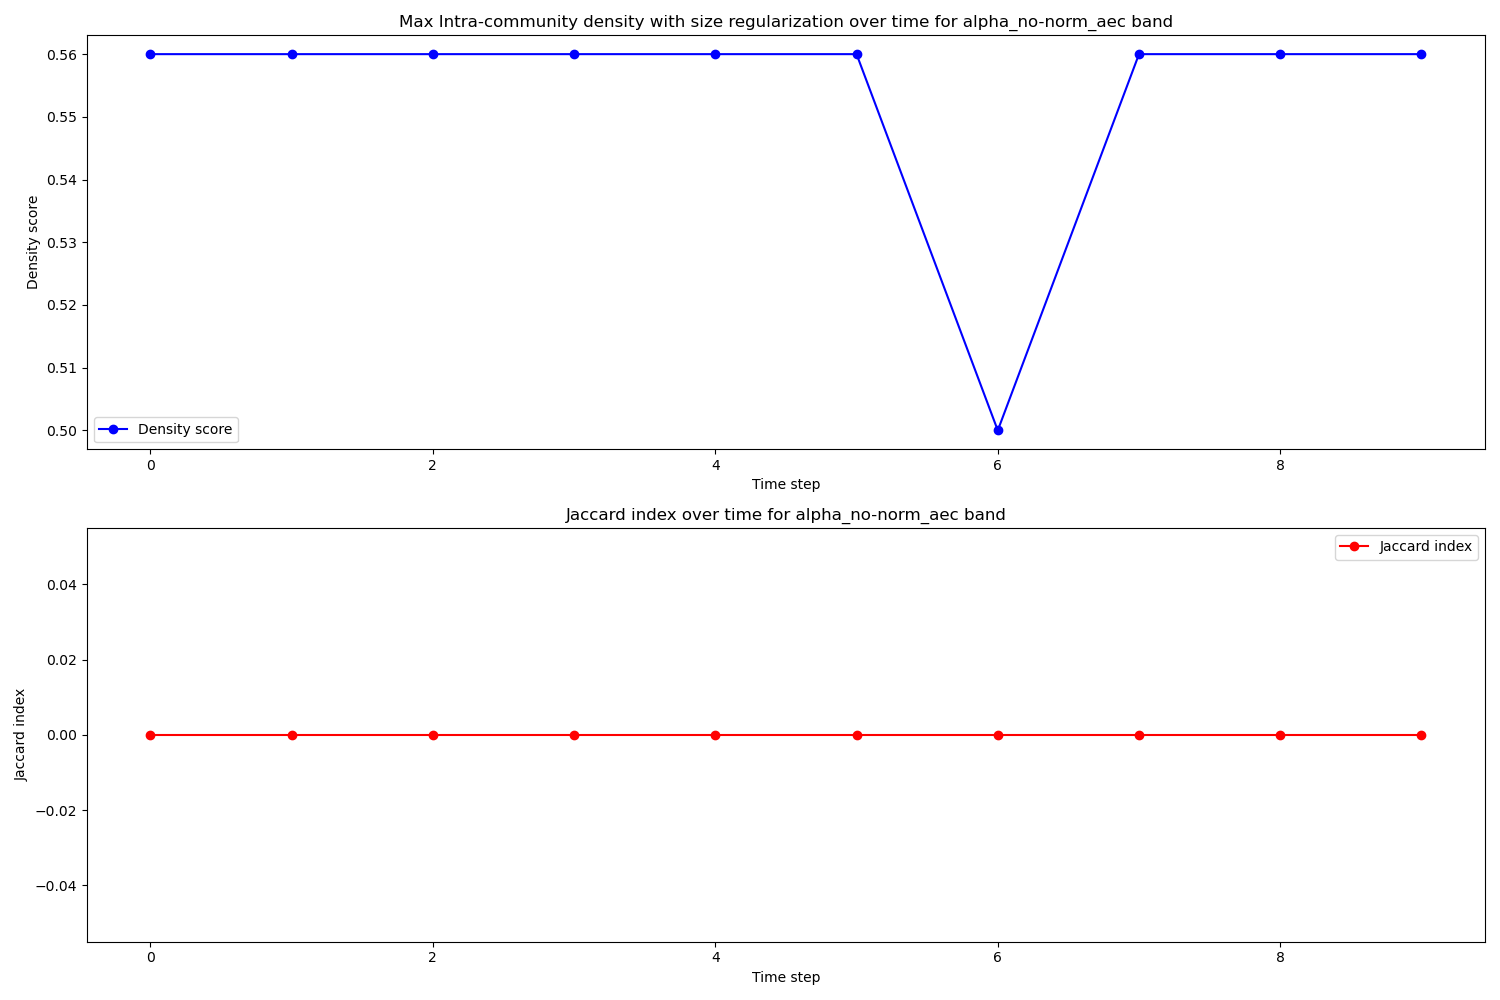 Max Intra-community density with size regularization over time for alpha_no-norm_aec band
0.56
0.55
0.54
0.53
0.52
0.51
0.50
Density score
Density score
0
2
4
6
8
Time step
Jaccard index over time for alpha_no-norm_aec band
Jaccard index
0.04
0.02
0.00
−0.02
−0.04
Jaccard index
0
2
4
6
8
Time step